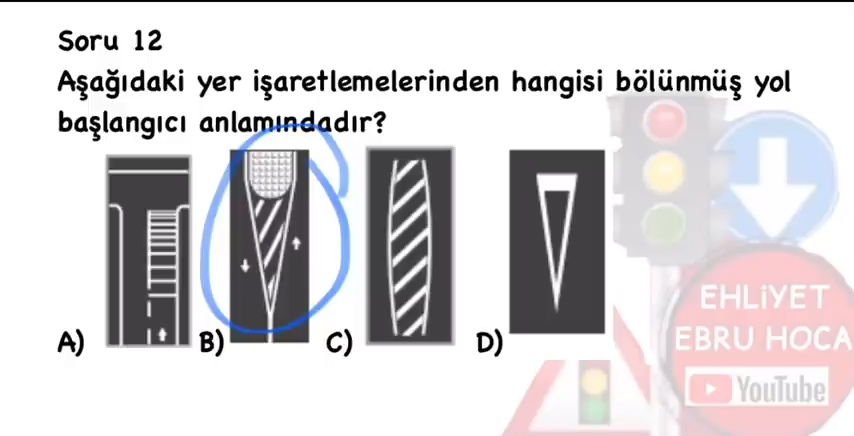 Soru 12
Aşağıdaki yer işaretlemelerinden hangisi bölünmüş yol
başlangıcı anlamındadır?
A) B) C) D)
EHLİYET
EBRU HOCA
YouTube